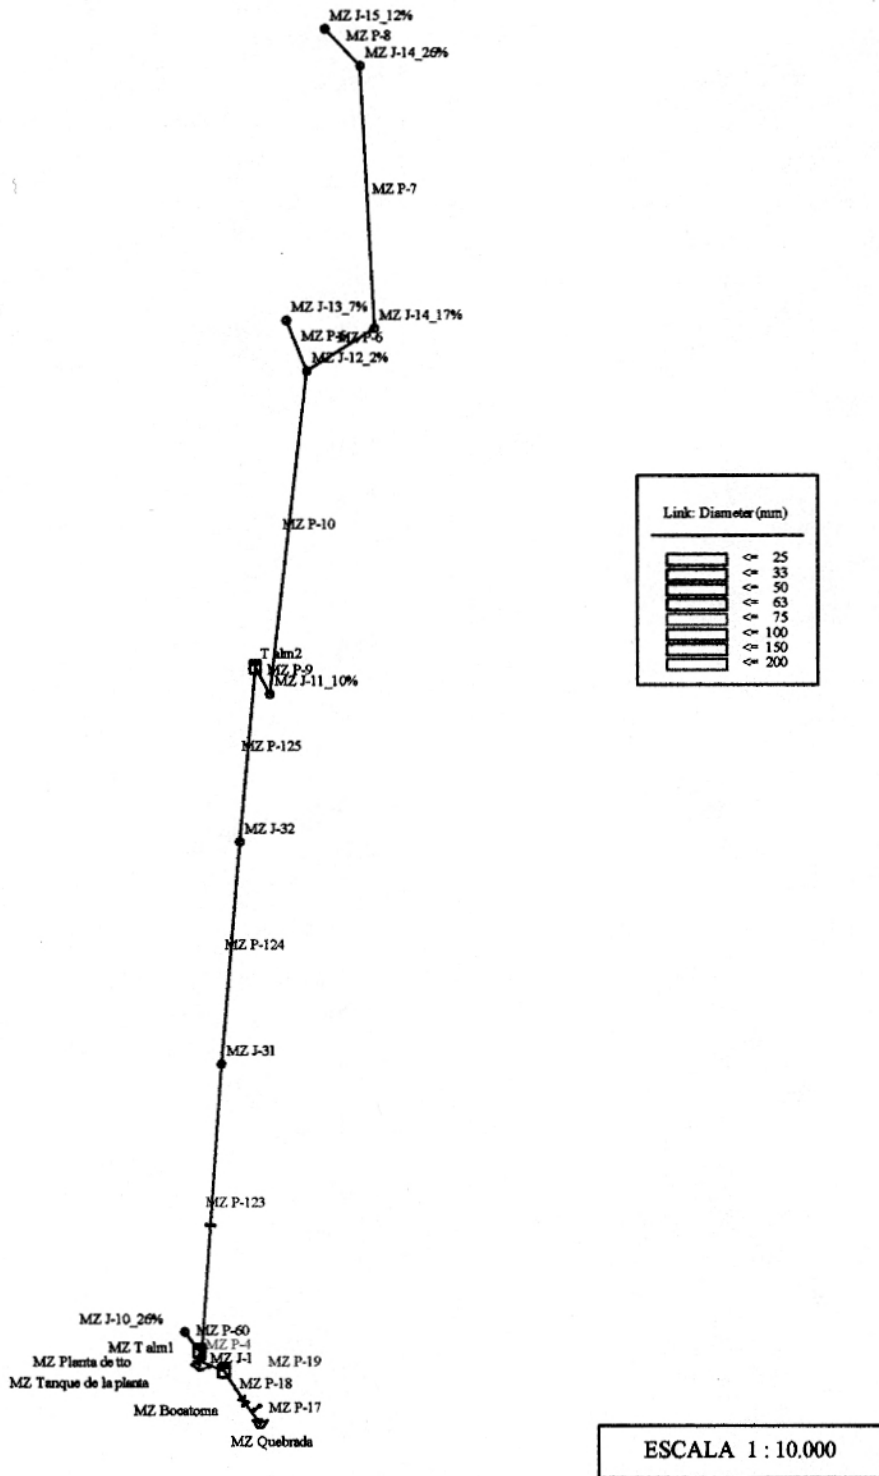 MZ J-15_12%
MZ P-8
MZ J-14_26%
MZ P-7
MZ J-13_7%
MZ J-14_17%
MZ P-6
MZ J-12_2%
MZ P-10
Link: Diameter (mm)
<= 25
<= 33
<= 50
<= 63
<= 75
<= 100
<= 150
<= 200
T alm2
MZ P-9
MZ J-11_10%
MZ P-125
MZ J-32
MZ P-124
MZ J-31
MZ P-123
MZ J-10_26%
MZ P-60
MZ T alm1
MZ P-4
MZ Planta de tto
MZ J-1
MZ P-19
MZ Tanque de la planta
MZ P-18
MZ Bocatoma
MZ P-17
MZ Quebrada
ESCALA 1 : 10.000